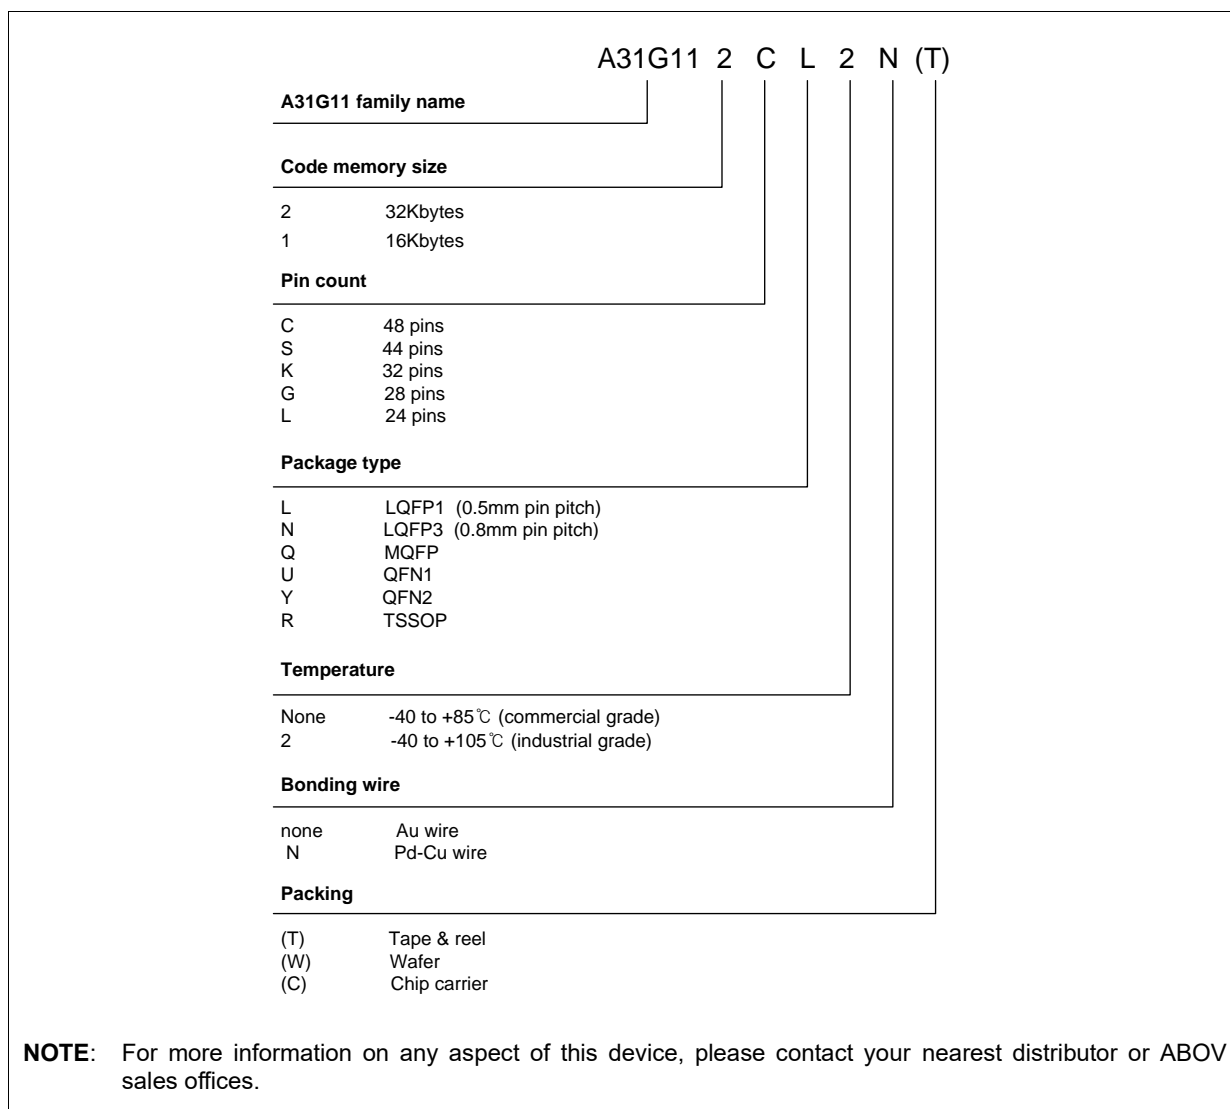 A31G11 2 C L 2 N (T)
A31G11 family name
Code memory size
2 32Kbytes
1 16Kbytes
Pin count
C 48 pins
S 44 pins
K 32 pins
G 28 pins
L 24 pins
Package type
L LQFP1 (0.5mm pin pitch)
N LQFP3 (0.8mm pin pitch)
Q MQFP
U QFN1
Y QFN2
R TSSOP
Temperature
None -40 to +85℃ (commercial grade)
2 -40 to +105℃ (industrial grade)
Bonding wire
none Au wire
N Pd-Cu wire
Packing
(T) Tape & reel
(W) Wafer
(C) Chip carrier
NOTE: For more information on any aspect of this device, please contact your nearest distributor or ABOV
sales offices.